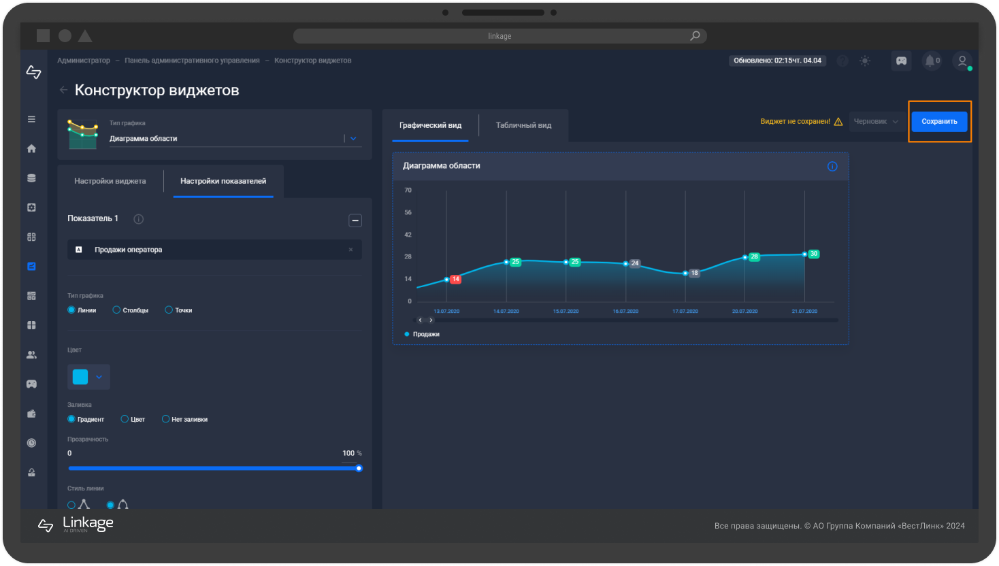 linkage
Администратор – Панель административного управления – Конструктор виджетов
Обновлено: 02:15чт. 04.04
?
0
Конструктор виджетов
Тип графика
Диаграмма области
Настройки виджета
Настройки показателей
Показатель 1
A
Продажи оператора
×
Тип графика
Линии
Столбцы
Точки
Цвет
Заливка
Градиент
Цвет
Нет заливки
Прозрачность
0
100 %
Стиль линии
Графический вид
Табличный вид
Виджет не сохранен!
Черновик
Сохранить
Диаграмма области
70
56
42
28
14
0
14
25
25
24
18
28
30
13.07.2020
14.07.2020
15.07.2020
16.07.2020
17.07.2020
20.07.2020
21.07.2020
Продажи
Linkage
AI DRIVEN
Все права защищены. © АО Группа Компаний «ВестЛинк» 2024